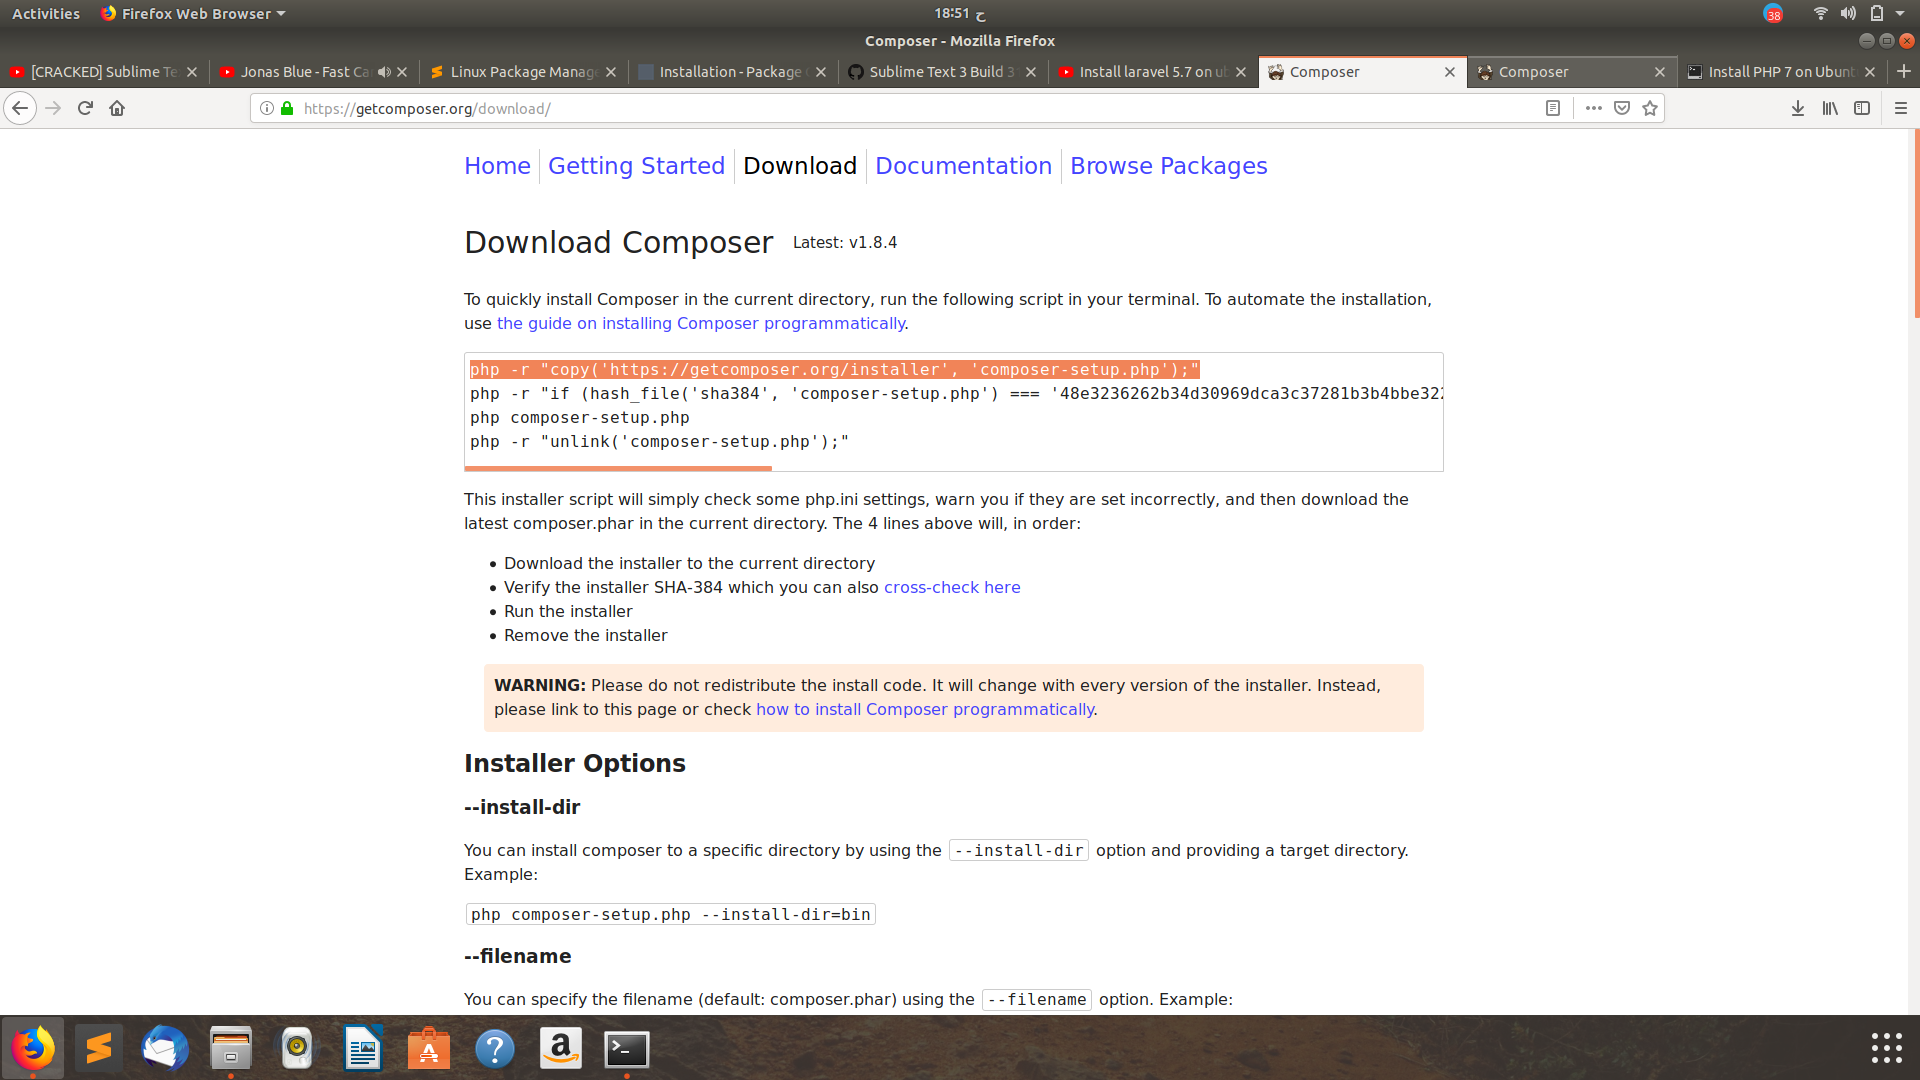 Activities Firefox Web Browser 18:51 ح 38
Composer - Mozilla Firefox
[CRACKED] Sublime Te Jonas Blue - Fast Ca Linux Package Manage Installation - Package Sublime Text 3 Build 3 Install laravel 5.7 on ub Composer Composer Install PHP 7 on Ubunt
https://getcomposer.org/download/
Home Getting Started Download Documentation Browse Packages
Download Composer Latest: v1.8.4
To quickly install Composer in the current directory, run the following script in your terminal. To automate the installation,
use the guide on installing Composer programmatically.
php -r "copy('https://getcomposer.org/installer', 'composer-setup.php');"
php -r "if (hash_file('sha384', 'composer-setup.php') === '48e3236262b34d30969dca3c37281b3b4bbe322
php composer-setup.php
php -r "unlink('composer-setup.php');"
This installer script will simply check some php.ini settings, warn you if they are set incorrectly, and then download the
latest composer.phar in the current directory. The 4 lines above will, in order:
• Download the installer to the current directory
• Verify the installer SHA-384 which you can also cross-check here
• Run the installer
• Remove the installer
WARNING: Please do not redistribute the install code. It will change with every version of the installer. Instead,
please link to this page or check how to install Composer programmatically.
Installer Options
--install-dir
You can install composer to a specific directory by using the --install-dir option and providing a target directory.
Example:
php composer-setup.php --install-dir=bin
--filename
You can specify the filename (default: composer.phar) using the --filename option. Example: